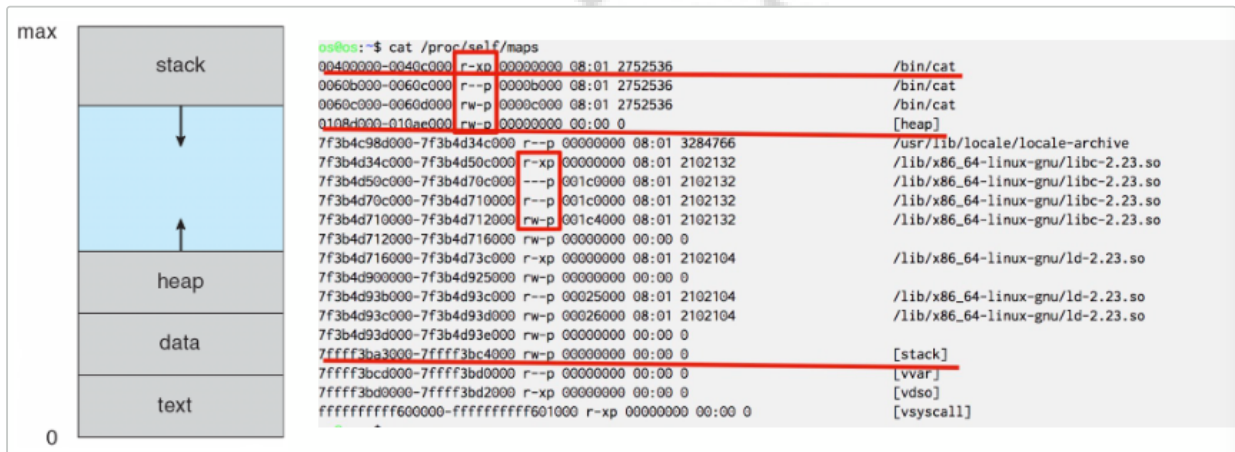 max
stack
heap
data
text
0
os@os:~$ cat /proc/self/maps
00400000-0040c000 r-xp 00000000 08:01 2752536 /bin/cat
0060b000-0060c000 r--p 0000b000 08:01 2752536 /bin/cat
0060c000-0060d000 rw-p 0000c000 08:01 2752536 /bin/cat
0108d000-010ae000 rw-p 00000000 00:00 0 [heap]
7f3b4c98d000-7f3b4d34c000 r--p 00000000 08:01 3284766 /usr/lib/locale/locale-archive
7f3b4d34c000-7f3b4d50c000 r-xp 00000000 08:01 2102132 /lib/x86_64-linux-gnu/libc-2.23.so
7f3b4d50c000-7f3b4d70c000 ---p 001c0000 08:01 2102132 /lib/x86_64-linux-gnu/libc-2.23.so
7f3b4d70c000-7f3b4d710000 r--p 001c0000 08:01 2102132 /lib/x86_64-linux-gnu/libc-2.23.so
7f3b4d710000-7f3b4d712000 rw-p 001c4000 08:01 2102132 /lib/x86_64-linux-gnu/libc-2.23.so
7f3b4d712000-7f3b4d716000 rw-p 00000000 00:00 0
7f3b4d716000-7f3b4d73c000 r-xp 00000000 08:01 2102104 /lib/x86_64-linux-gnu/ld-2.23.so
7f3b4d900000-7f3b4d925000 rw-p 00000000 00:00 0
7f3b4d93b000-7f3b4d93c000 r--p 00025000 08:01 2102104 /lib/x86_64-linux-gnu/ld-2.23.so
7f3b4d93c000-7f3b4d93d000 rw-p 00026000 08:01 2102104 /lib/x86_64-linux-gnu/ld-2.23.so
7f3b4d93d000-7f3b4d93e000 rw-p 00000000 00:00 0
7ffff3ba3000-7ffff3bc4000 rw-p 00000000 00:00 0 [stack]
7ffff3bcd000-7ffff3bd0000 r--p 00000000 00:00 0 [vvar]
7ffff3bd0000-7ffff3bd2000 r-xp 00000000 00:00 0 [vdso]
ffffffffff600000-ffffffffff601000 r-xp 00000000 00:00 0 [vsyscall]